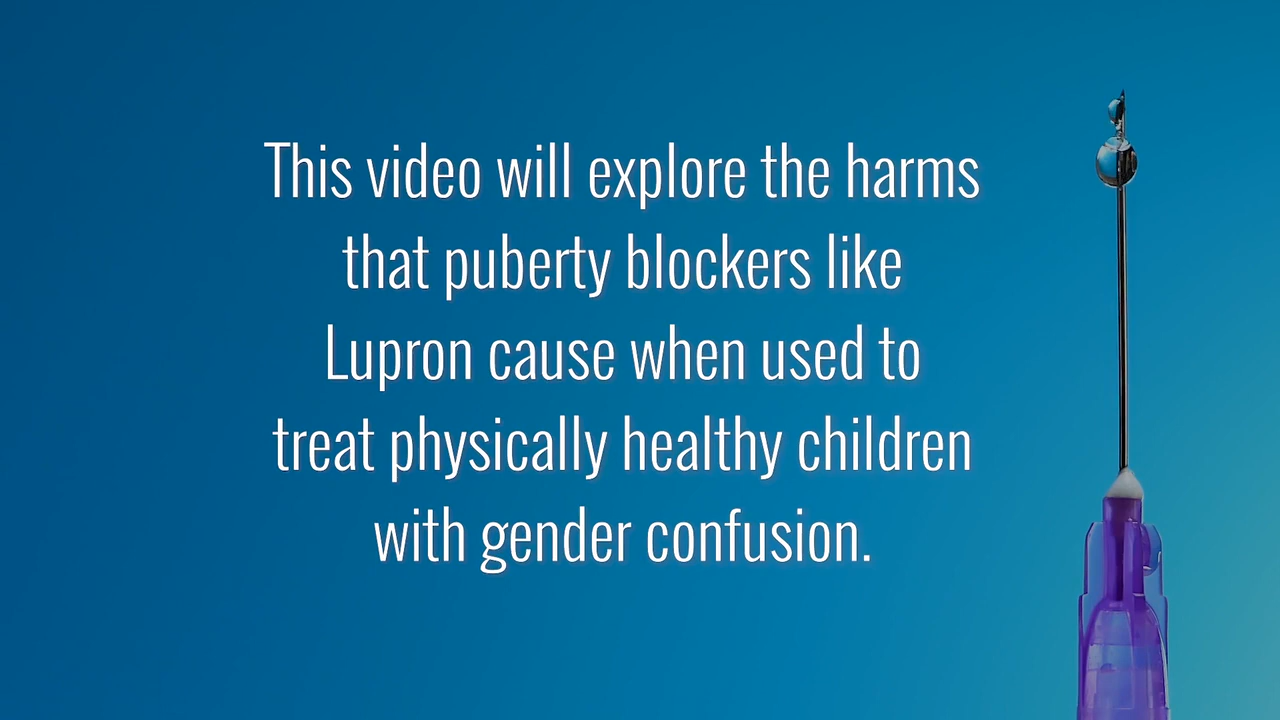 This video will explore the harms
that puberty blockers like
Lupron cause when used to
treat physically healthy children
with gender confusion.